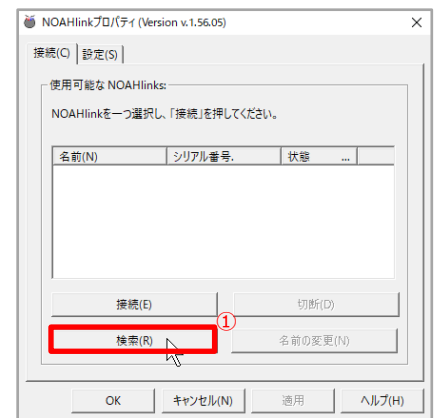 NOAHlinkプロパティ (Version v.1.56.05)
接続(C) 設定(S)
使用可能な NOAHlinks:
NOAHlinkを一つ選択し、「接続」を押してください。
名前(N) シリアル番号. 状態 ...
接続(E) 切断(D)
①
検索(R) 名前の変更(N)
OK キャンセル(N) 適用 ヘルプ(H)